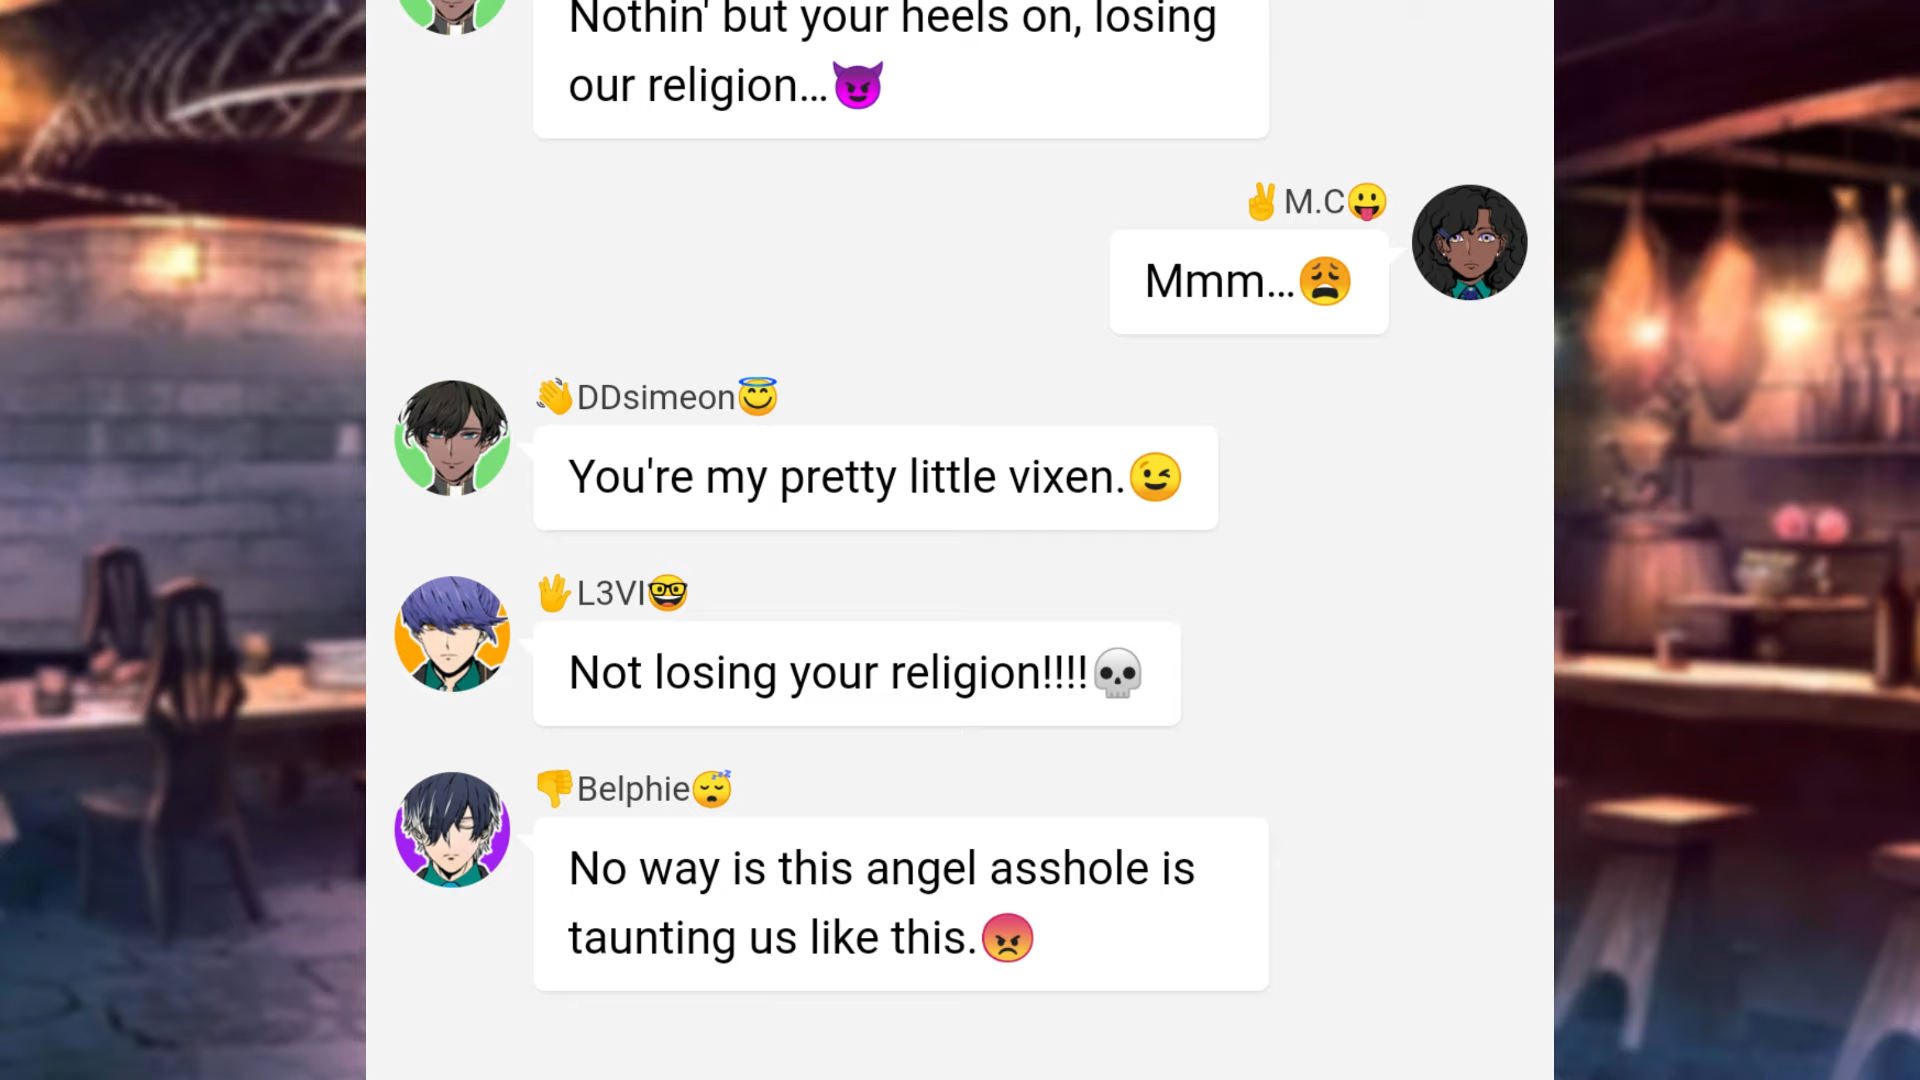 Nothin' but your heels on, losing
our religion...😈
✌️M.C😛
Mmm...😩
👋DDsimeon😇
You're my pretty little vixen.😉
🖖L3VI🤓
Not losing your religion!!!!💀
👎Belphie😴
No way is this angel asshole is
taunting us like this.😡